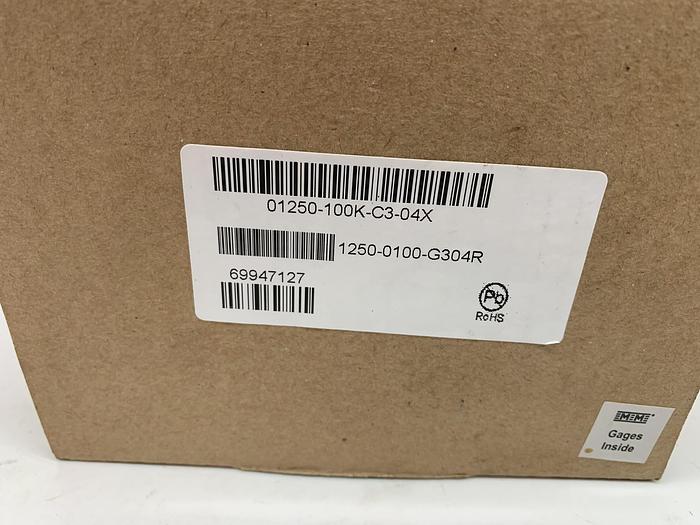 01250-100K-C3-04X
1250-0100-G304R
69947127
Pb
RoHS
Gages
Inside